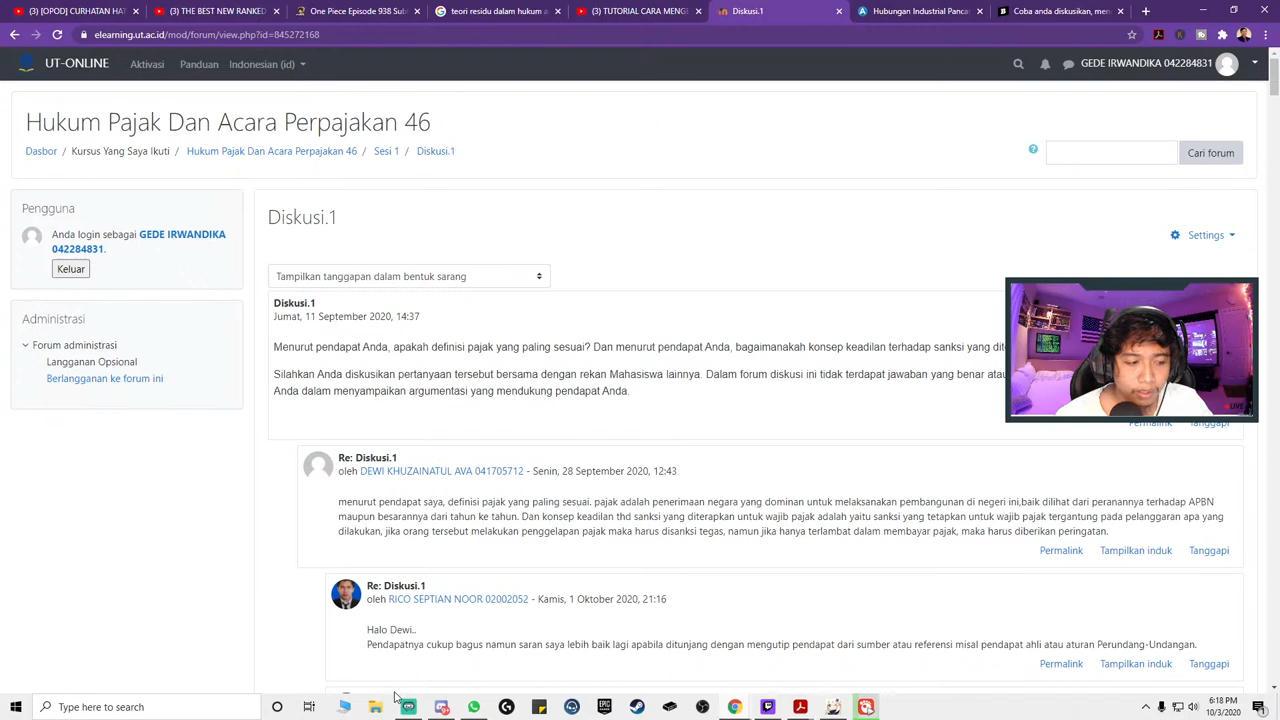 (3) [OPOD] CURHATAN HAT
(3) THE BEST NEW RANKED
One Piece Episode 938 Sub
teori residu dalam hukum a
(3) TUTORIAL CARA MENG
Diskusi.1
Hubungan Industrial Panca
Coba anda diskusikan, men
elearning.ut.ac.id/mod/forum/view.php?id=845272168
UT-ONLINE
Aktivasi
Panduan
Indonesian (id)
GEDE IRWANDIKA 042284831
Hukum Pajak Dan Acara Perpajakan 46
Dasbor / Kursus Yang Saya Ikuti / Hukum Pajak Dan Acara Perpajakan 46 / Sesi 1 / Diskusi.1
Cari forum
Pengguna
Anda login sebagai GEDE IRWANDIKA
042284831.
Keluar
Administrasi
Forum administrasi
Langganan Opsional
Berlangganan ke forum ini
Diskusi.1
Settings
Tampilkan tanggapan dalam bentuk sarang
Diskusi.1
Jumat, 11 September 2020, 14:37
Menurut pendapat Anda, apakah definisi pajak yang paling sesuai? Dan menurut pendapat Anda, bagaimanakah konsep keadilan terhadap sanksi yang dite
Silahkan Anda diskusikan pertanyaan tersebut bersama dengan rekan Mahasiswa lainnya. Dalam forum diskusi ini tidak terdapat jawaban yang benar atau
Anda dalam menyampaikan argumentasi yang mendukung pendapat Anda.
LIVE
Permalink Tanggapi
Re: Diskusi.1
oleh DEWI KHUZAINATUL AVA 041705712 - Senin, 28 September 2020, 12:43
menurut pendapat saya, definisi pajak yang paling sesuai. pajak adalah penerimaan negara yang dominan untuk melaksanakan pembangunan di negeri ini,baik dilihat dari peranannya terhadap APBN
maupun besarannya dari tahun ke tahun. Dan konsep keadilan thd sanksi yang diterapkan untuk wajib pajak adalah yaitu sanksi yang tetapkan untuk wajib pajak tergantung pada pelanggaran apa yang
dilakukan, jika orang tersebut melakukan penggelapan pajak maka harus disanksi tegas, namun jika hanya terlambat dalam membayar pajak, maka harus diberikan peringatan.
Permalink Tampilkan induk Tanggapi
Re: Diskusi.1
oleh RICO SEPTIAN NOOR 02002052 - Kamis, 1 Oktober 2020, 21:16
Halo Dewi..
Pendapatnya cukup bagus namun saran saya lebih baik lagi apabila ditunjang dengan mengutip pendapat dari sumber atau referensi misal pendapat ahli atau aturan Perundang-Undangan.
Permalink Tampilkan induk Tanggapi
Type here to search
6:18 PM
10/3/2020